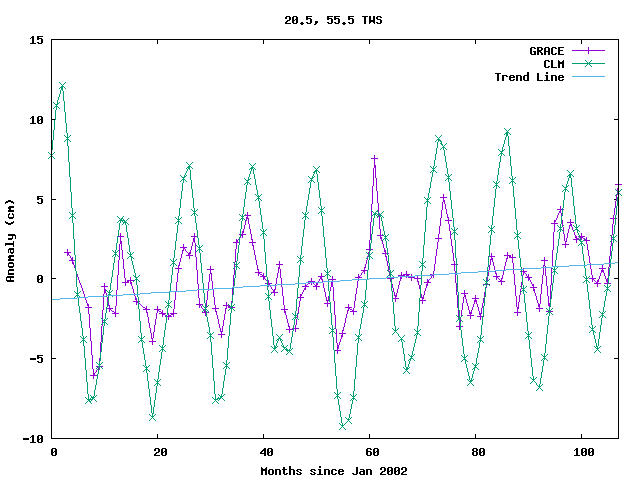 20.5, 55.5 TWS
GRACE
CLM
Trend Line
15
10
5
0
-5
-10
Anomaly (cm)
0 20 40 60 80 100
Months since Jan 2002